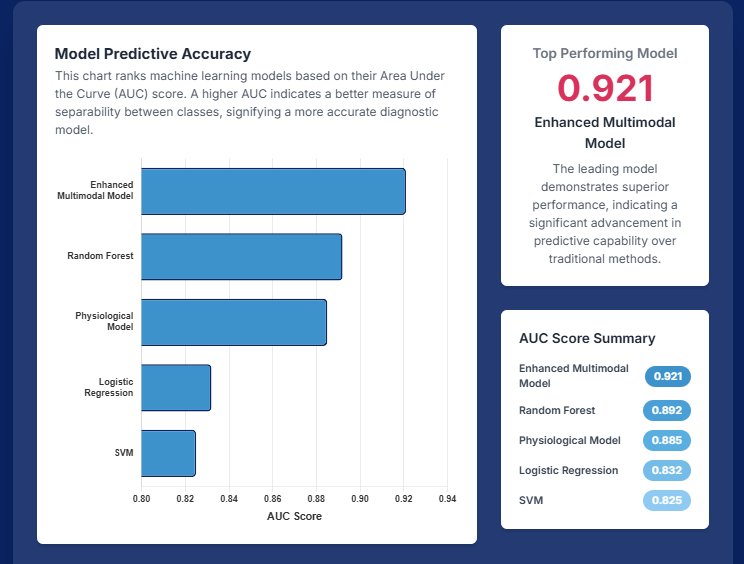 Model Predictive Accuracy
This chart ranks machine learning models based on their Area Under
the Curve (AUC) score. A higher AUC indicates a better measure of
separability between classes, signifying a more accurate diagnostic
model.
Enhanced
Multimodal Model
Random Forest
Physiological
Model
Logistic
Regression
SVM
0.80 0.82 0.84 0.86 0.88 0.90 0.92 0.94
AUC Score
Top Performing Model
0.921
Enhanced Multimodal
Model
The leading model
demonstrates superior
performance, indicating a
significant advancement in
predictive capability over
traditional methods.
AUC Score Summary
Enhanced Multimodal
Model
0.921
Random Forest 0.892
Physiological Model 0.885
Logistic Regression 0.832
SVM 0.825